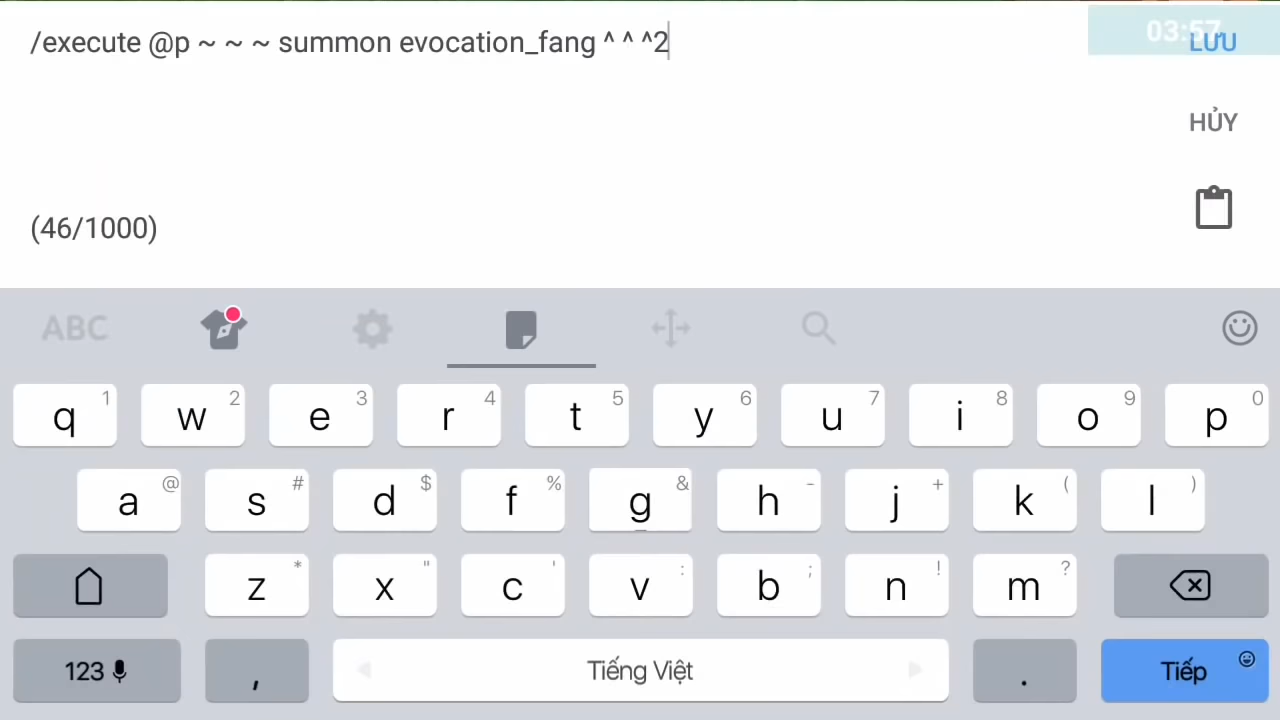 /execute @p ~ ~ ~ summon evocation_fang ^ ^ ^2
03:57
LƯU
HỦY
(46/1000)
ABC
q 1 w 2 e 3 r 4 t 5 y 6 u 7 i 8 o 9 p 0
a @ s # d $ f % g & h - j + k ( l )
z * x " c ' v : b ; n ! m ?
123 , Tiếng Việt . Tiếp